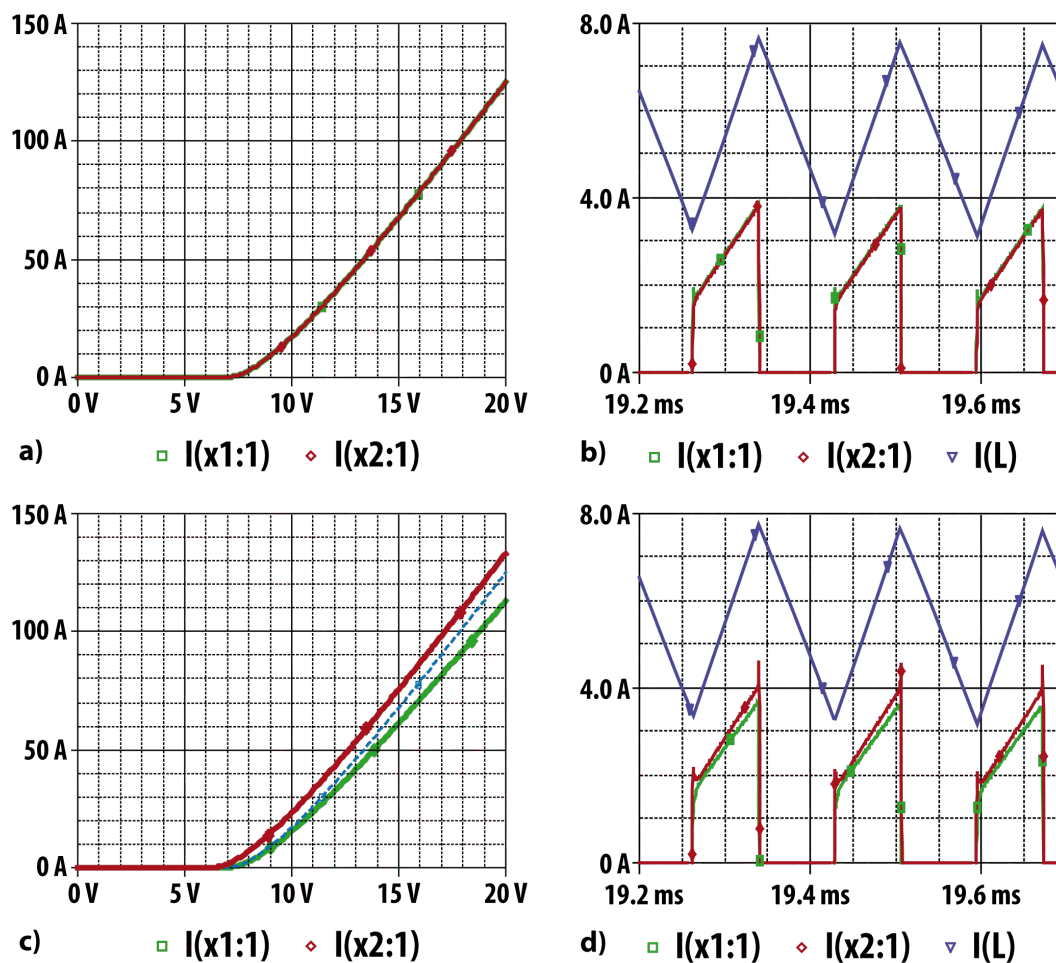 150 A
100 A
50 A
0 A
0 V 5 V 10 V 15 V 20 V
a) I(x1:1) I(x2:1)
8.0 A
4.0 A
0 A
19.2 ms 19.4 ms 19.6 ms
b) I(x1:1) I(x2:1) I(L)
150 A
100 A
50 A
0 A
0 V 5 V 10 V 15 V 20 V
c) I(x1:1) I(x2:1)
8.0 A
4.0 A
0 A
19.2 ms 19.4 ms 19.6 ms
d) I(x1:1) I(x2:1) I(L)